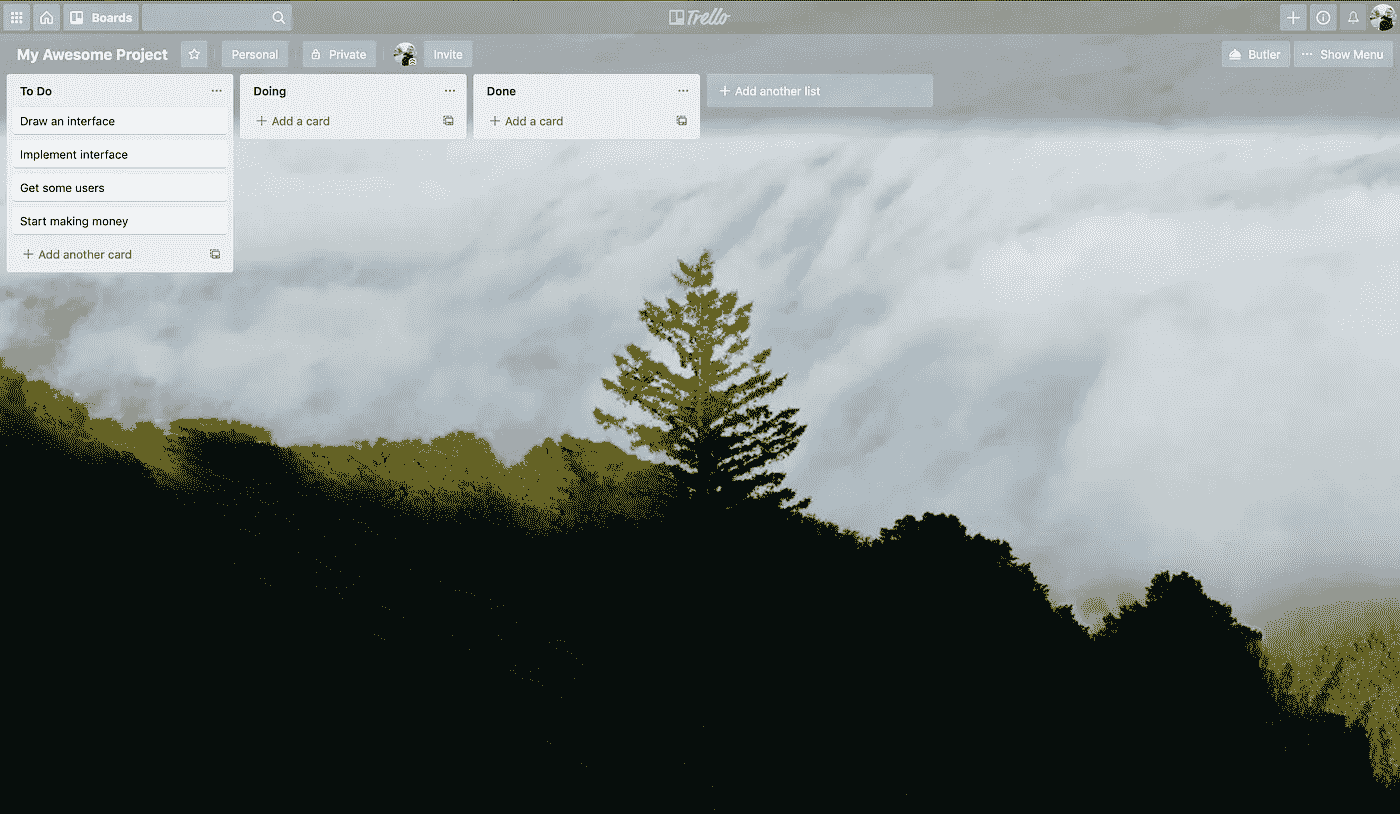 Boards
Trello
My Awesome Project
Personal
Private
Invite
Butler
Show Menu
To Do
Draw an interface
Implement interface
Get some users
Start making money
Add another card
Doing
Add a card
Done
Add a card
Add another list